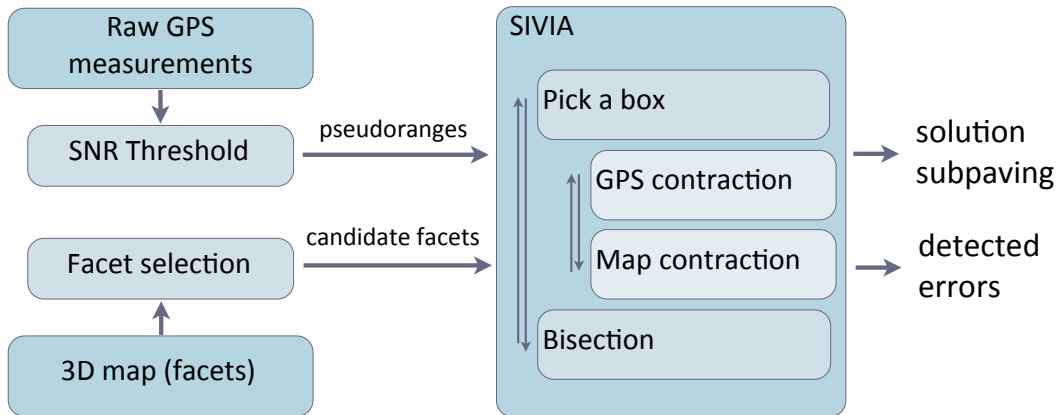 Raw GPS
measurements
SNR Threshold
pseudoranges
Facet selection
candidate facets
3D map (facets)
SIVIA
Pick a box
GPS contraction
Map contraction
Bisection
solution
subpaving
detected
errors